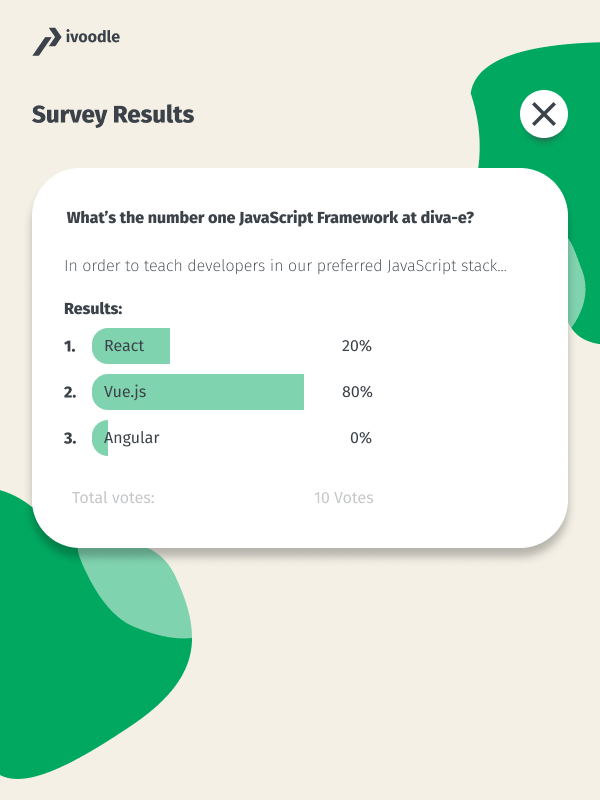 ivoodle
Survey Results
What's the number one JavaScript Framework at diva-e?
In order to teach developers in our preferred JavaScript stack...
Results:
1. React 20%
2. Vue.js 80%
3. Angular 0%
Total votes: 10 Votes